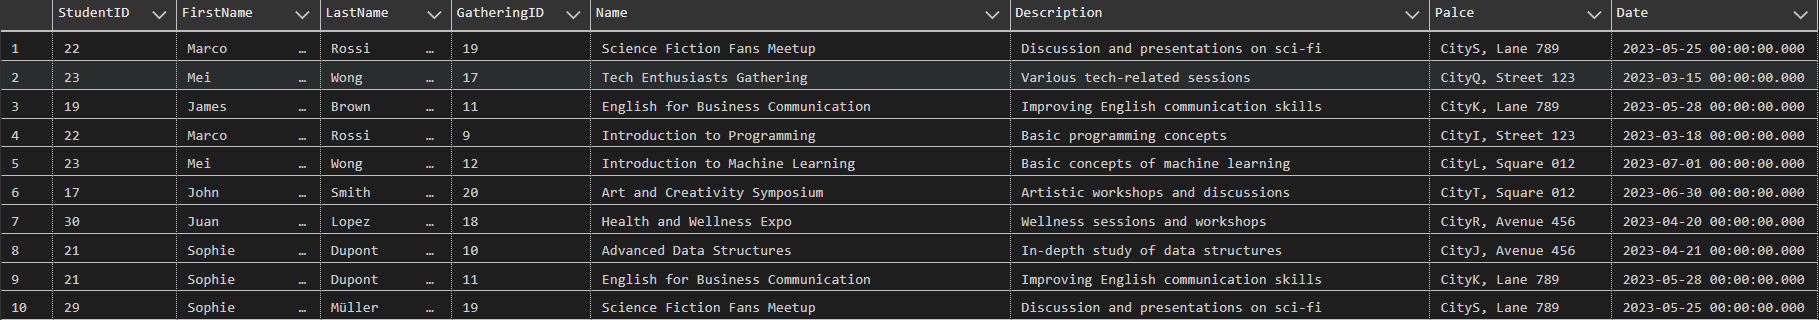 StudentID FirstName LastName GatheringID Name Description Palce Date
1 22 Marco … Rossi … 19 Science Fiction Fans Meetup Discussion and presentations on sci-fi CityS, Lane 789 2023-05-25 00:00:00.000
2 23 Mei … Wong … 17 Tech Enthusiasts Gathering Various tech-related sessions CityQ, Street 123 2023-03-15 00:00:00.000
3 19 James … Brown … 11 English for Business Communication Improving English communication skills CityK, Lane 789 2023-05-28 00:00:00.000
4 22 Marco … Rossi … 9 Introduction to Programming Basic programming concepts CityI, Street 123 2023-03-18 00:00:00.000
5 23 Mei … Wong … 12 Introduction to Machine Learning Basic concepts of machine learning CityL, Square 012 2023-07-01 00:00:00.000
6 17 John … Smith … 20 Art and Creativity Symposium Artistic workshops and discussions CityT, Square 012 2023-06-30 00:00:00.000
7 30 Juan … Lopez … 18 Health and Wellness Expo Wellness sessions and workshops CityR, Avenue 456 2023-04-20 00:00:00.000
8 21 Sophie … Dupont … 10 Advanced Data Structures In-depth study of data structures CityJ, Avenue 456 2023-04-21 00:00:00.000
9 21 Sophie … Dupont … 11 English for Business Communication Improving English communication skills CityK, Lane 789 2023-05-28 00:00:00.000
10 29 Sophie … Müller … 19 Science Fiction Fans Meetup Discussion and presentations on sci-fi CityS, Lane 789 2023-05-25 00:00:00.000